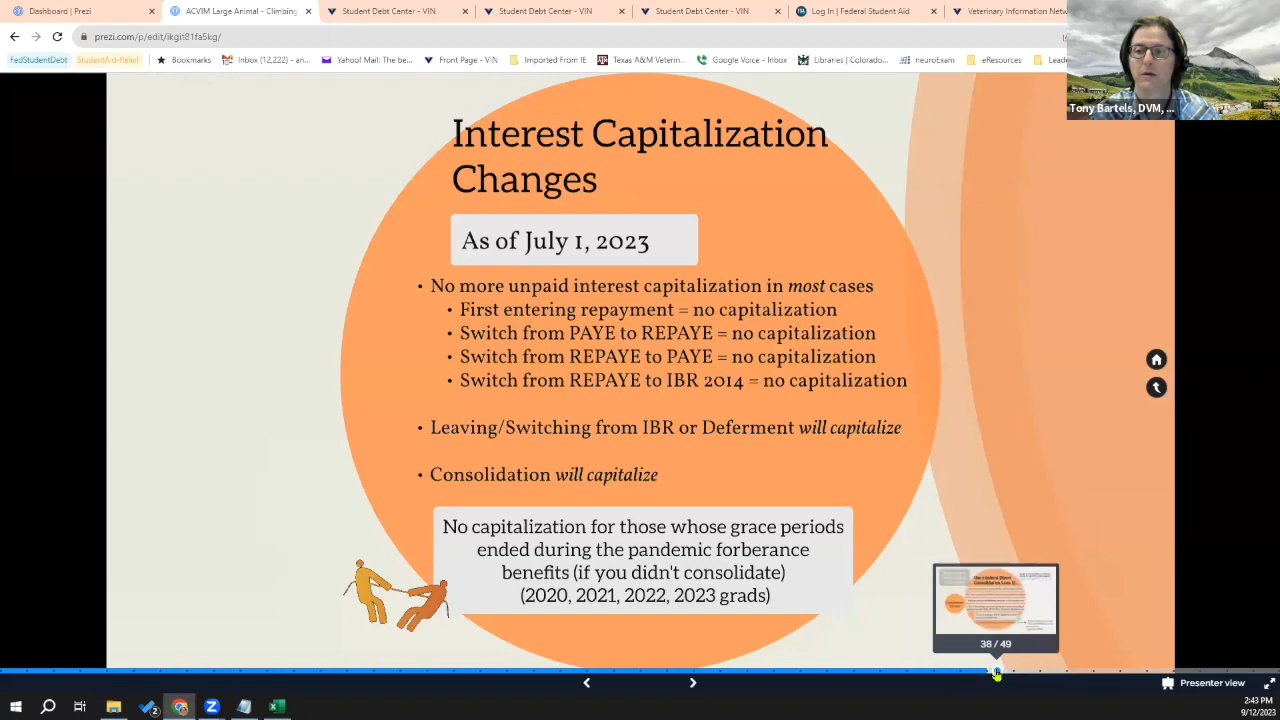 Dashboard | Prezi
ACVIM Large Animal - Climbing
Student Debt Center - VIN
Student Debt Center - VIN
Student Debt Center - VIN
Log In | Federal Student Aid
Veterinary Information Netw
prezi.com/p/edit/ikgit81fa5kg/
FedStudentDebt
StudentAid-Relief
Bookmarks
Inbox (12,222) - an...
Yahoo! Mail: The be...
Front Page - VIN
Imported From IE
Texas A&M Veterin...
Google Voice - Inbox
Libraries | Colorado...
neuroExam
eResources
Leade
Tony Bartels, DVM, ...
Interest Capitalization
Changes
As of July 1, 2023
• No more unpaid interest capitalization in most cases
• First entering repayment = no capitalization
• Switch from PAYE to REPAYE = no capitalization
• Switch from REPAYE to PAYE = no capitalization
• Switch from REPAYE to IBR 2014 = no capitalization
• Leaving/Switching from IBR or Deferment will capitalize
• Consolidation will capitalize
No capitalization for those whose grace periods
ended during the pandemic forberance
benefits (if you didn't consolidate)
(2020, 2021, 2022, 2023 grads)
38 / 49
Presenter view
2
2:43 PM
9/12/2023